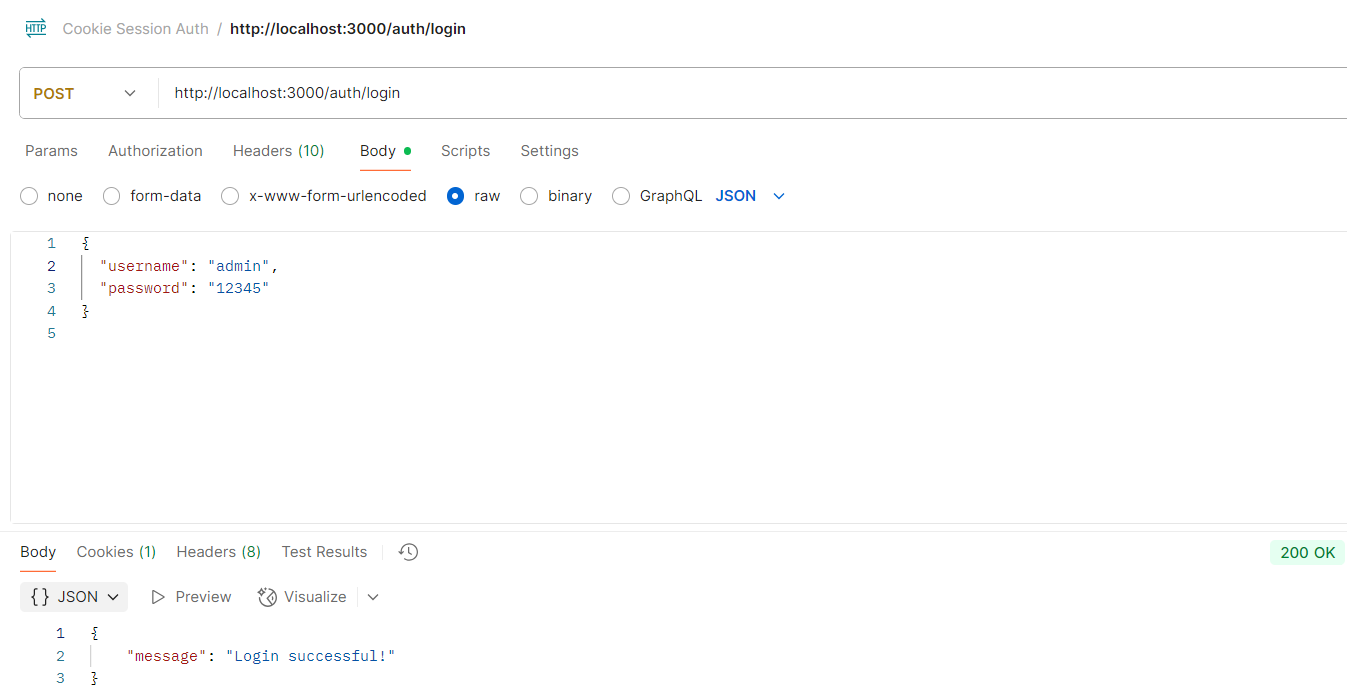 HTTP Cookie Session Auth / http://localhost:3000/auth/login
POST http://localhost:3000/auth/login
Params Authorization Headers (10) Body Scripts Settings
none form-data x-www-form-urlencoded raw binary GraphQL JSON
1 {
2 "username": "admin",
3 "password": "12345"
4 }
5
Body Cookies (1) Headers (8) Test Results 200 OK
{} JSON Preview Visualize
1 {
2 "message": "Login successful!"
3 }